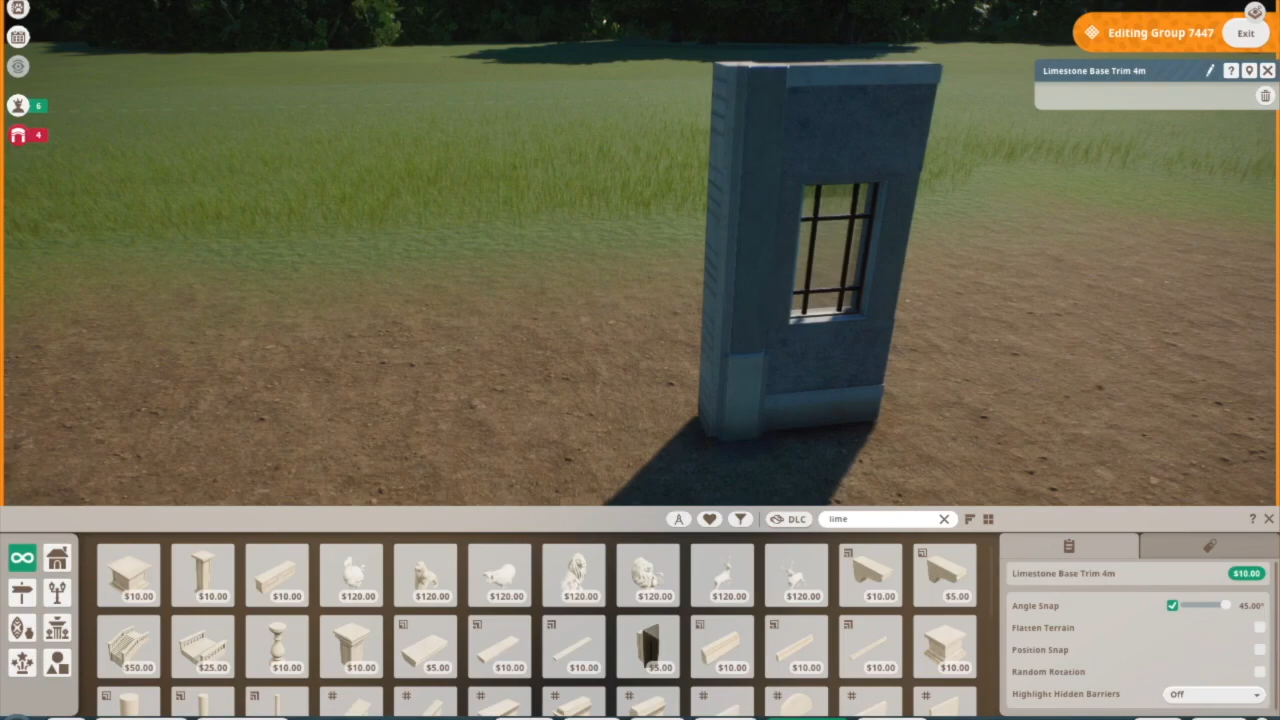 Editing Group 7447
Exit
Limestone Base Trim 4m
?
6
4
DLC
lime
?
$10.00 $10.00 $10.00 $120.00 $120.00 $120.00 $120.00 $120.00 $120.00 $120.00 $10.00 $5.00
$50.00 $25.00 $10.00 $10.00 $5.00 $10.00 $10.00 $5.00 $10.00 $10.00 $10.00 $10.00
Limestone Base Trim 4m $10.00
Angle Snap 45.00°
Flatten Terrain
Position Snap
Random Rotation
Highlight Hidden Barriers Off